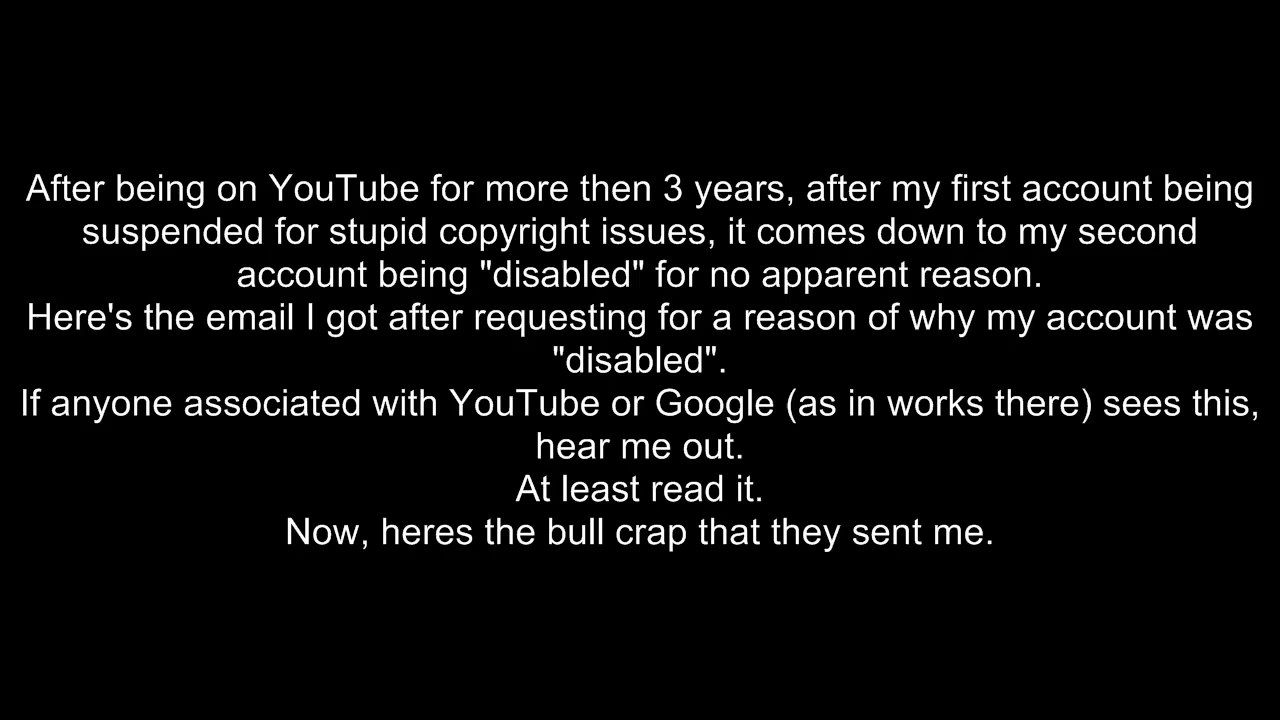 After being on YouTube for more then 3 years, after my first account being
suspended for stupid copyright issues, it comes down to my second
account being "disabled" for no apparent reason.
Here's the email I got after requesting for a reason of why my account was
"disabled".
If anyone associated with YouTube or Google (as in works there) sees this,
hear me out.
At least read it.
Now, heres the bull crap that they sent me.